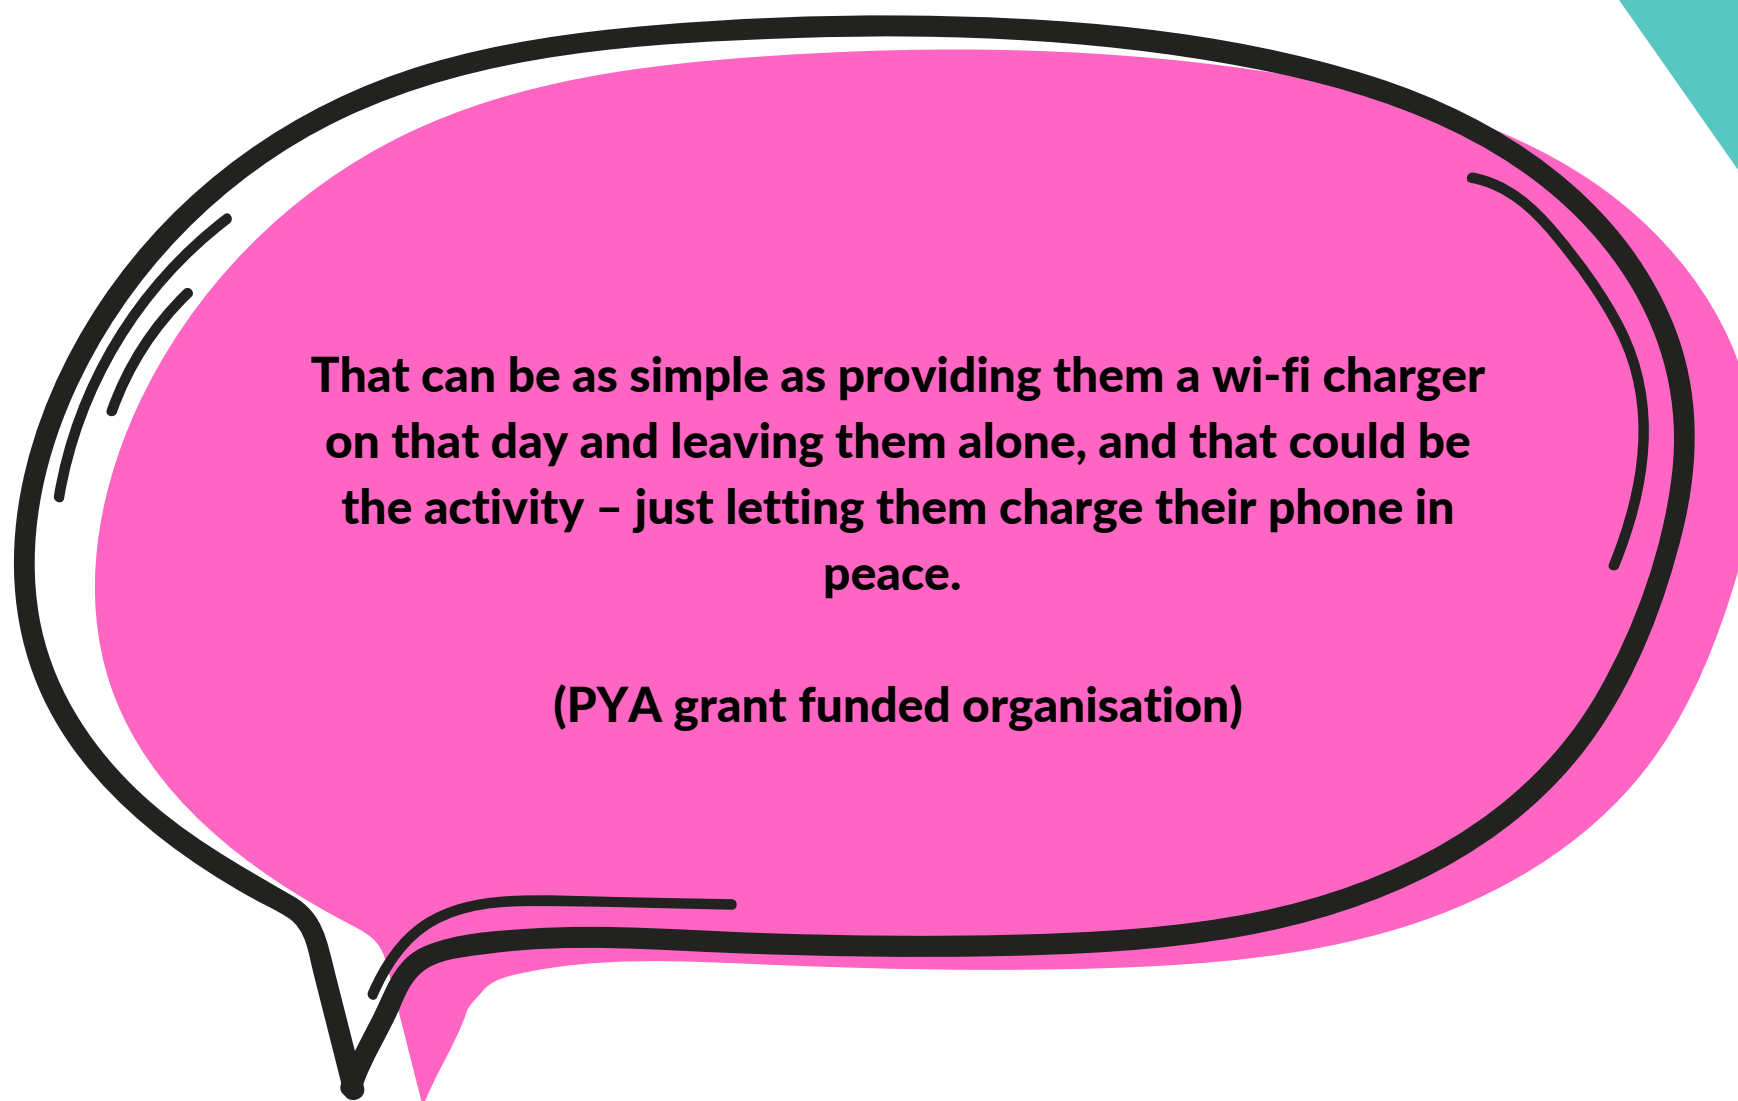 That can be as simple as providing them a wi-fi charger
on that day and leaving them alone, and that could be
the activity – just letting them charge their phone in
peace.
(PYA grant funded organisation)